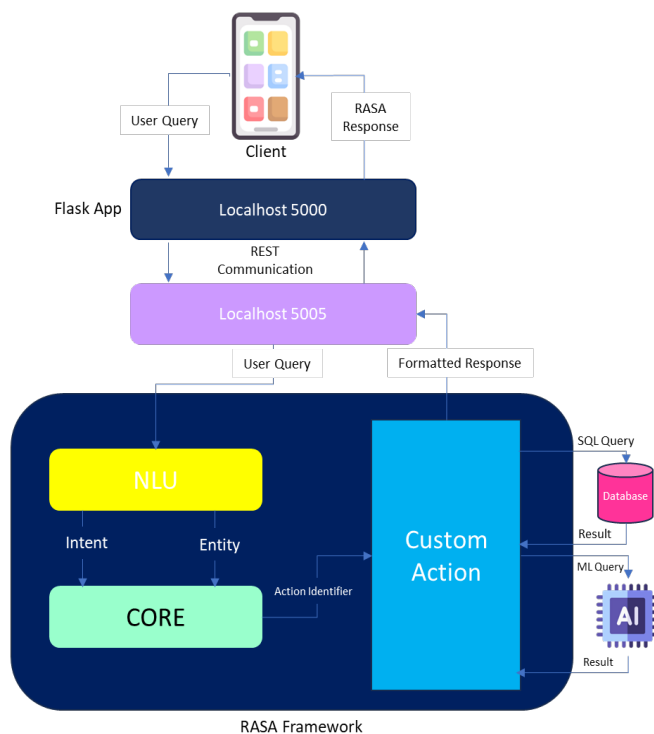 User Query
RASA
Response
Client
Flask App
Localhost 5000
REST
Communication
Localhost 5005
User Query
Formatted Response
NLU
SQL Query
Database
Intent
Entity
Result
Custom
Action
ML Query
Action Identifier
CORE
AI
Result
RASA Framework